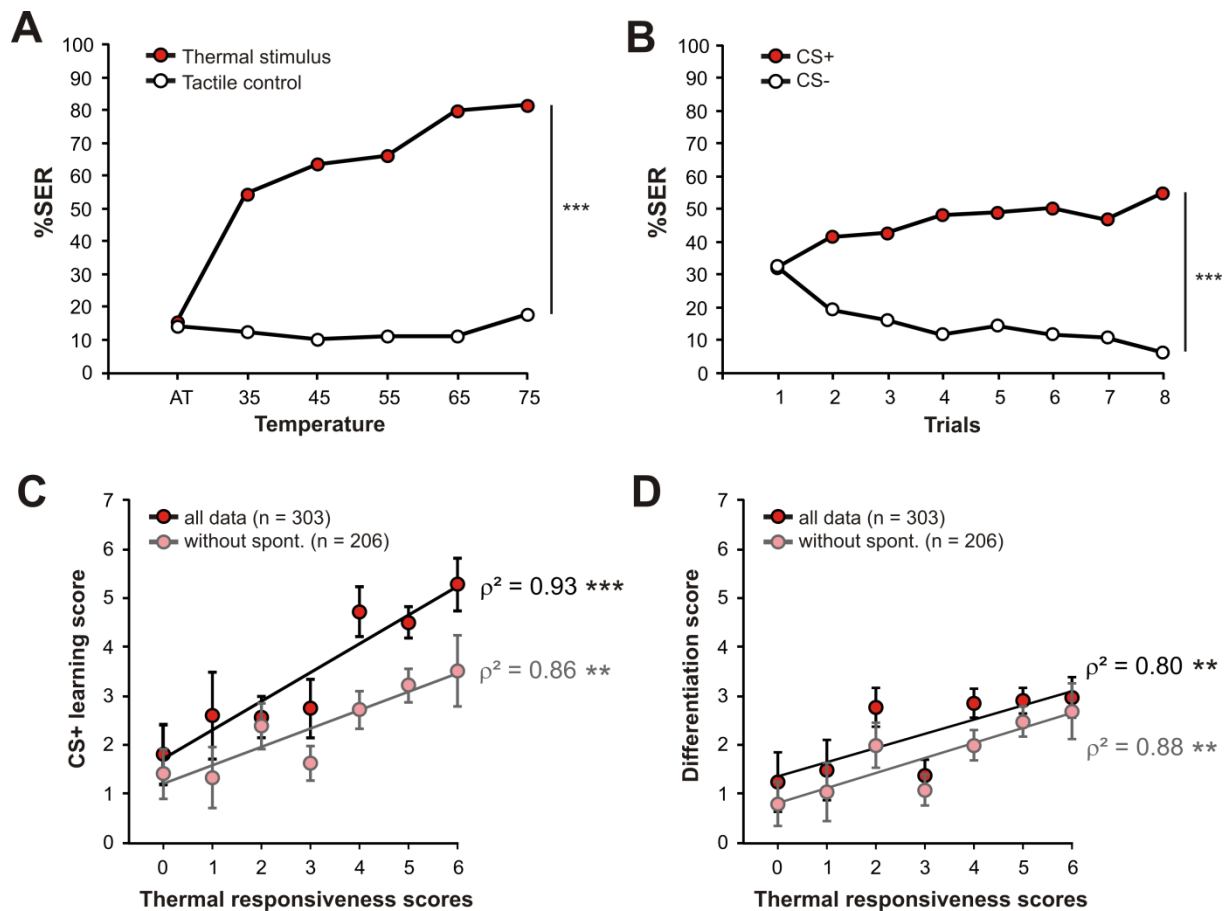 A
100
90
80
70
60
50
40
30
20
10
0
%SER
Thermal stimulus
Tactile control
***
AT 35 45 55 65 75
Temperature
B
100
90
80
70
60
50
40
30
20
10
0
%SER
CS+
CS-
***
1 2 3 4 5 6 7 8
Trials
C
7
6
5
4
3
2
1
0
CS+ learning score
all data (n = 303)
without spont. (n = 206)
ρ² = 0.93 ***
ρ² = 0.86 **
0 1 2 3 4 5 6
Thermal responsiveness scores
D
7
6
5
4
3
2
1
0
Differentiation score
all data (n = 303)
without spont. (n = 206)
ρ² = 0.80 **
ρ² = 0.88 **
0 1 2 3 4 5 6
Thermal responsiveness scores